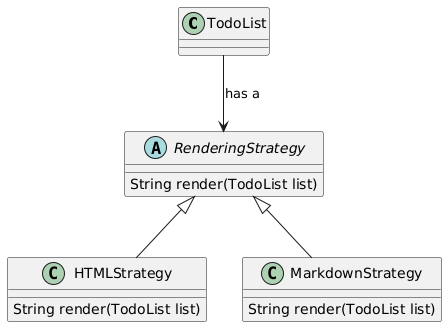 C TodoList
has a
A RenderingStrategy
String render(TodoList list)
C HTMLStrategy
String render(TodoList list)
C MarkdownStrategy
String render(TodoList list)